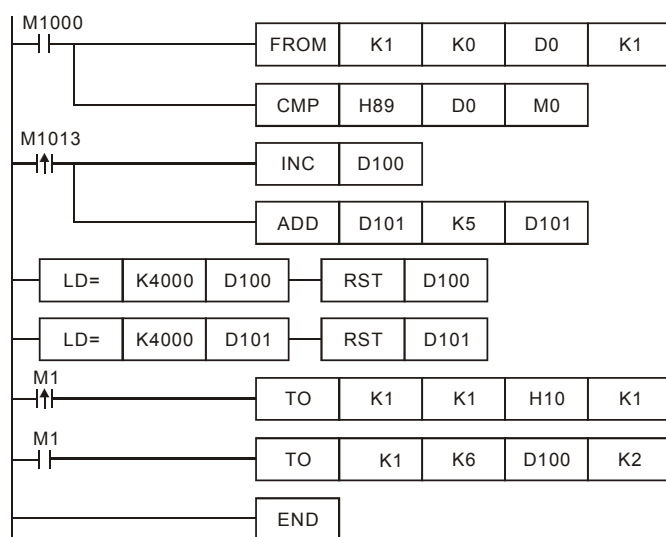 M1000
FROM K1 K0 D0 K1
CMP H89 D0 M0
M1013
INC D100
ADD D101 K5 D101
LD= K4000 D100 RST D100
LD= K4000 D101 RST D101
M1
TO K1 K1 H10 K1
M1
TO K1 K6 D100 K2
END